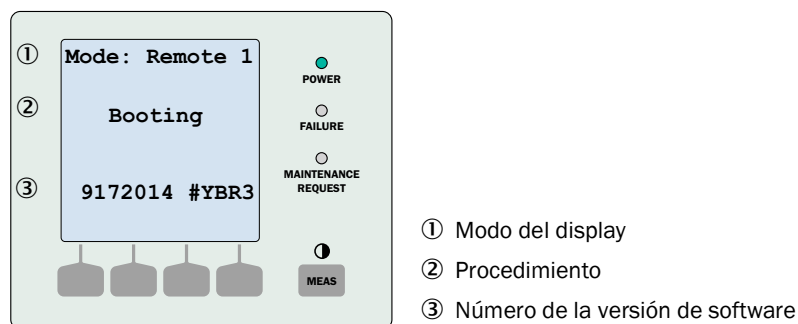 ① Mode: Remote 1
POWER
② Booting
FAILURE
MAINTENANCE
REQUEST
③ 9172014 #YBR3
MEAS
① Modo del display
② Procedimiento
③ Número de la versión de software